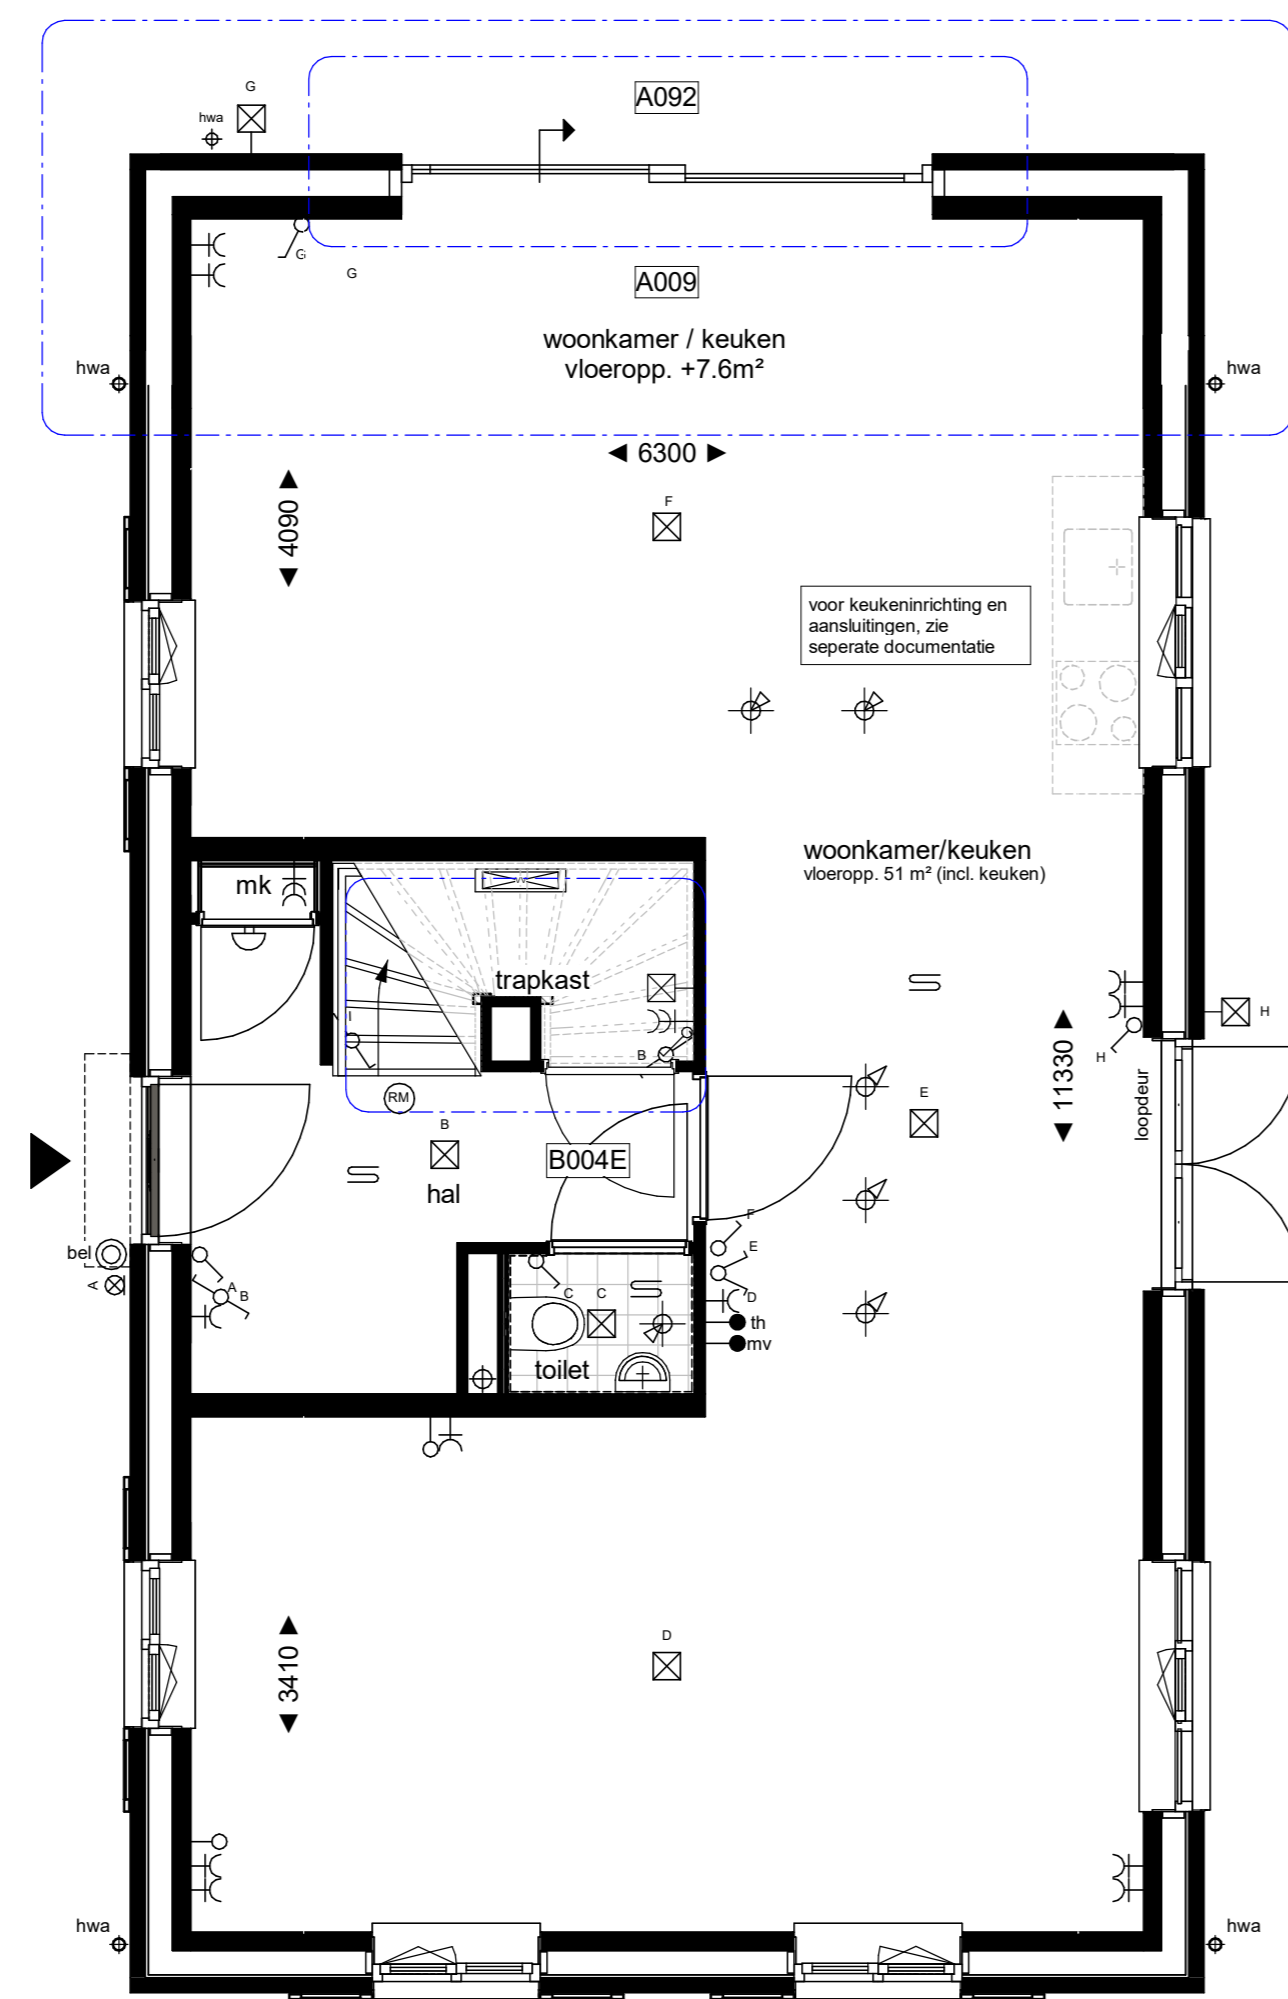 G
A092
hwa
G
G
A009
woonkamer / keuken
vloeropp. +7.6m²
hwa
hwa
6300
F
4090
voor keukeninrichting en
aansluitingen, zie
seperate documentatie
woonkamer/keuken
vloeropp. 51 m² (incl. keuken)
mk
trapkast
I
B
H
H
11330
RM
E
loopdeur
B
B004E
hal
F
bel
E
A
A
B
C
C
D
th
mv
toilet
D
3410
hwa
hwa